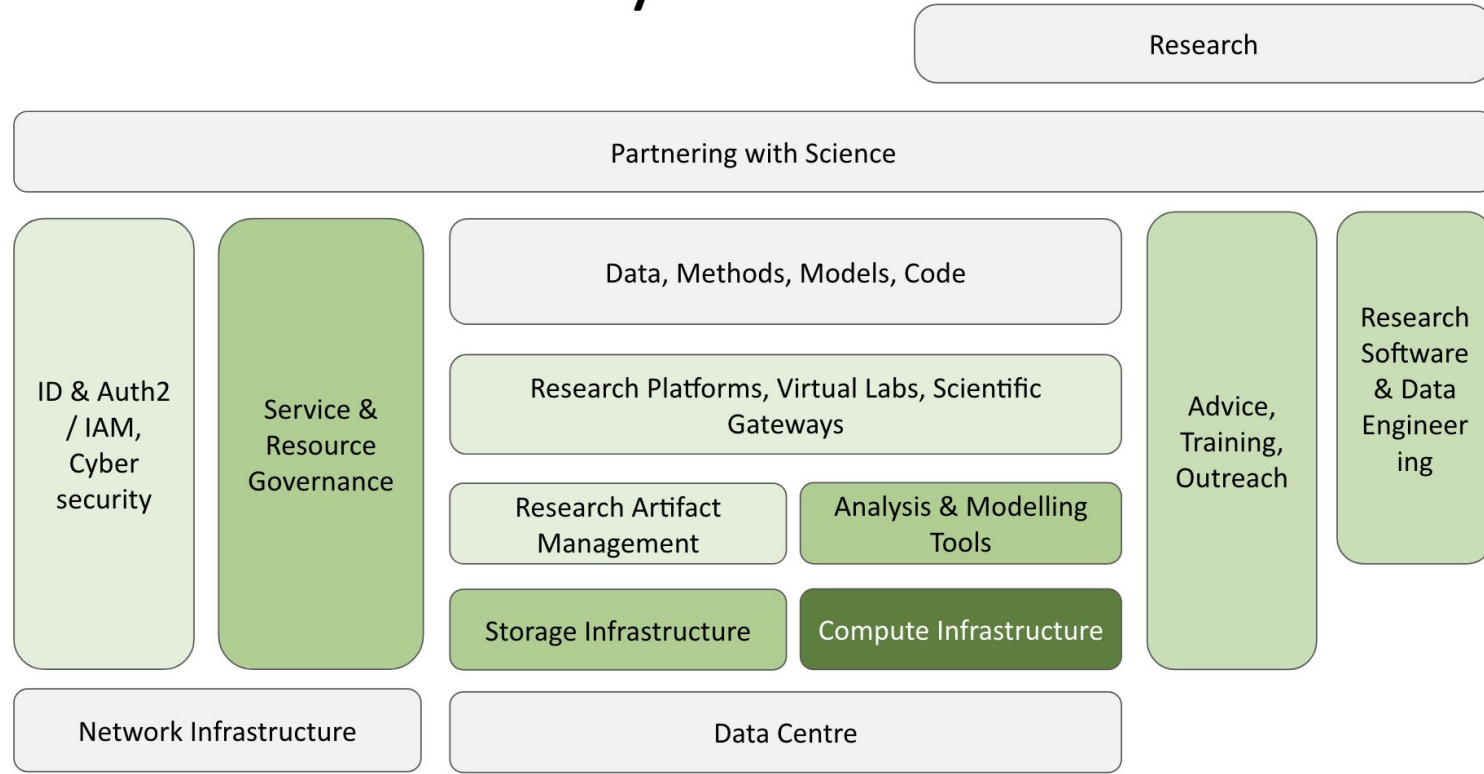 Research
Partnering with Science
ID & Auth2
/ IAM,
Cyber
security
Service &
Resource
Governance
Data, Methods, Models, Code
Research Platforms, Virtual Labs, Scientific
Gateways
Research Artifact
Management
Analysis & Modelling
Tools
Storage Infrastructure
Compute Infrastructure
Advice,
Training,
Outreach
Research
Software
& Data
Engineer
ing
Network Infrastructure
Data Centre